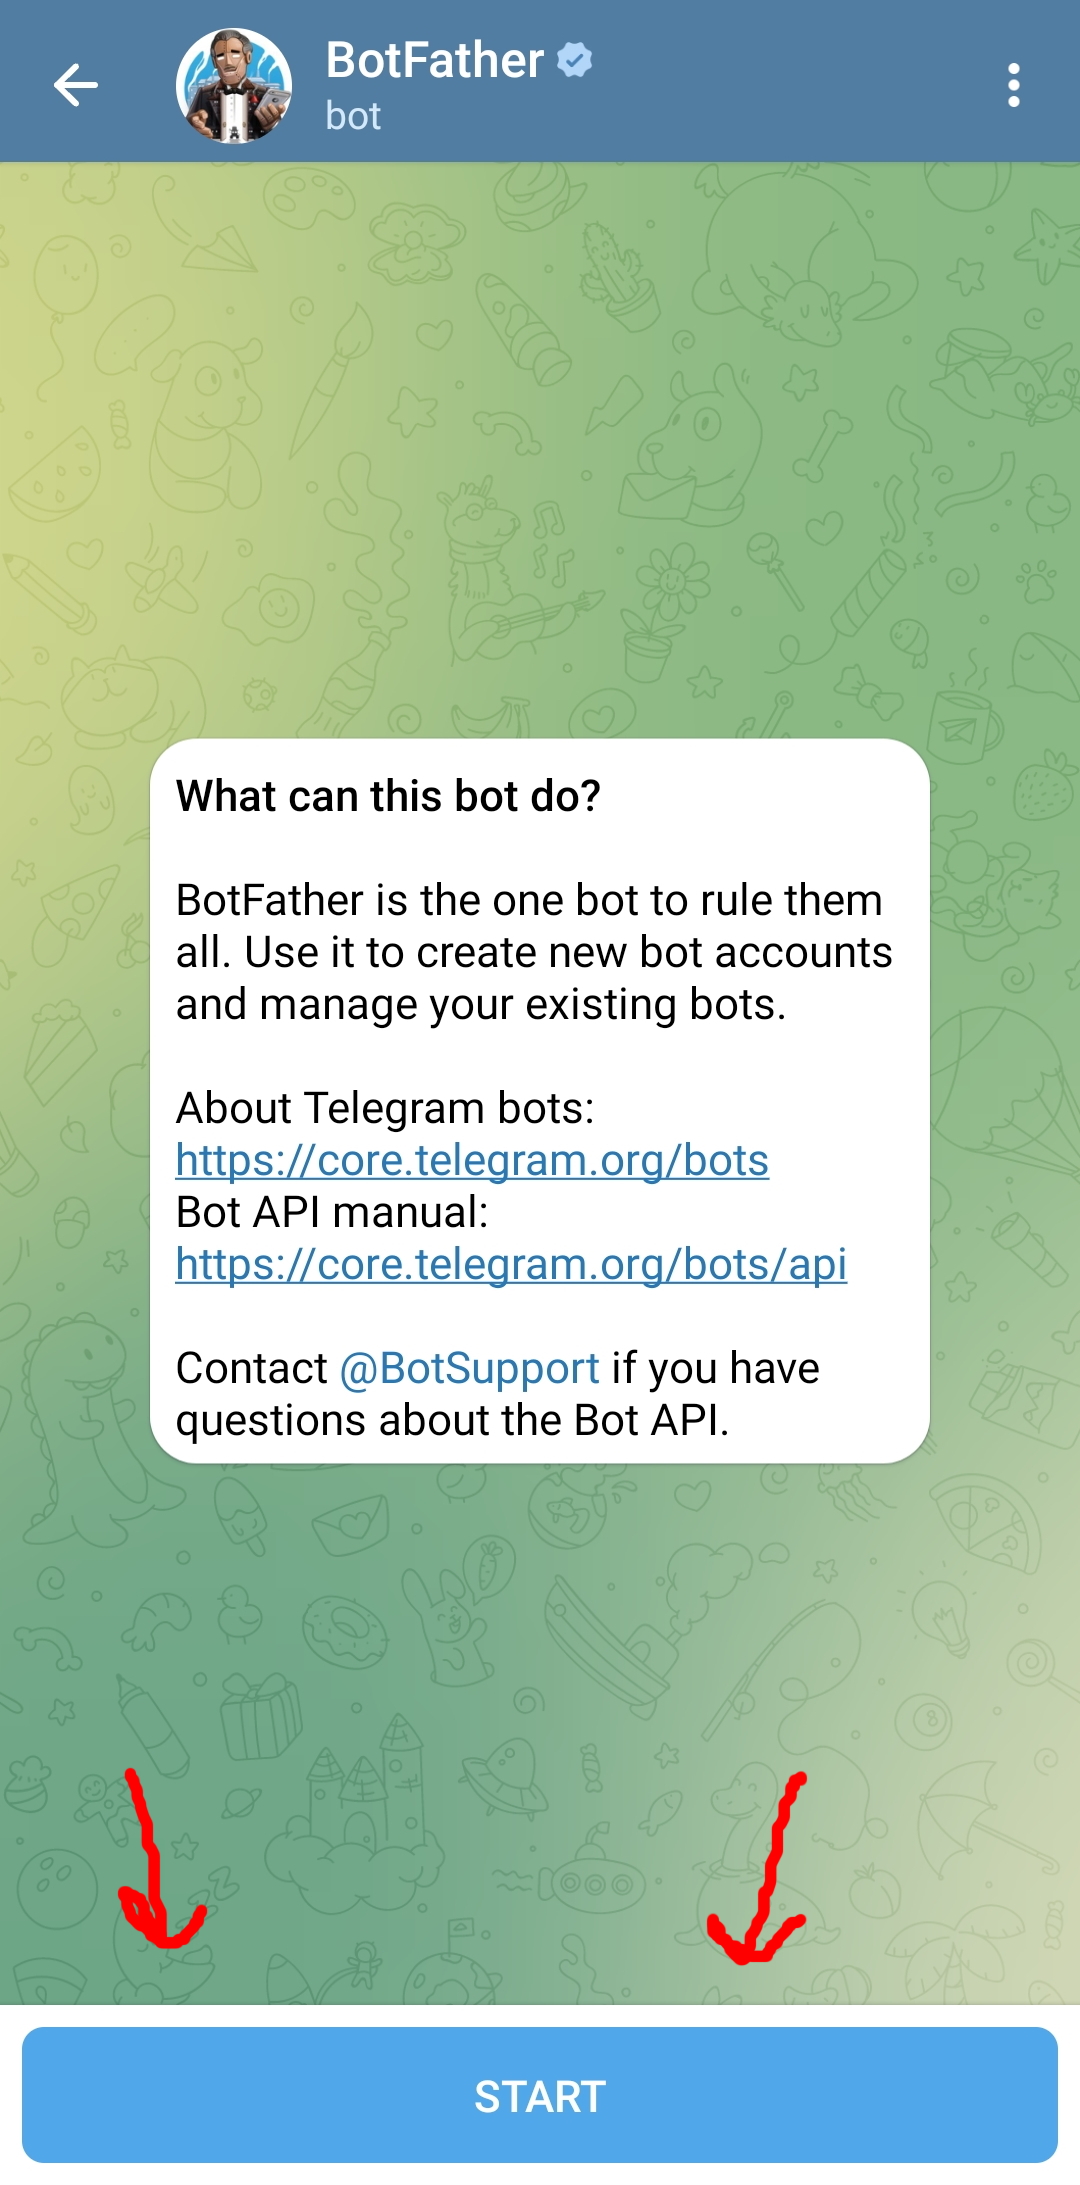 BotFather
bot
What can this bot do?
BotFather is the one bot to rule them
all. Use it to create new bot accounts
and manage your existing bots.
About Telegram bots:
https://core.telegram.org/bots
Bot API manual:
https://core.telegram.org/bots/api
Contact @BotSupport if you have
questions about the Bot API.
START